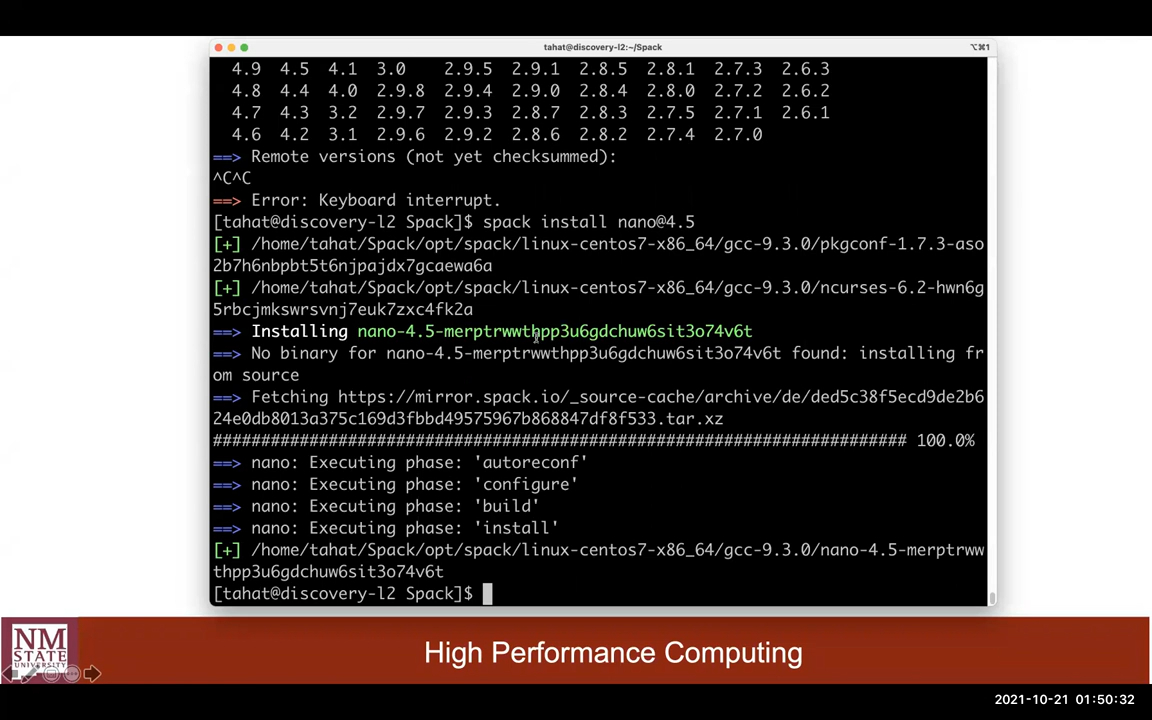 tahat@discovery-l2:~/Spack
⌥⌘1
4.9 4.5 4.1 3.0 2.9.5 2.9.1 2.8.5 2.8.1 2.7.3 2.6.3
4.8 4.4 4.0 2.9.8 2.9.4 2.9.0 2.8.4 2.8.0 2.7.2 2.6.2
4.7 4.3 3.2 2.9.7 2.9.3 2.8.7 2.8.3 2.7.5 2.7.1 2.6.1
4.6 4.2 3.1 2.9.6 2.9.2 2.8.6 2.8.2 2.7.4 2.7.0
==> Remote versions (not yet checksummed):
^C^C
==> Error: Keyboard interrupt.
[tahat@discovery-l2 Spack]$ spack install nano@4.5
[+] /home/tahat/Spack/opt/spack/linux-centos7-x86_64/gcc-9.3.0/pkgconf-1.7.3-aso
2b7h6nbpbt5t6njpajdx7gcaewa6a
[+] /home/tahat/Spack/opt/spack/linux-centos7-x86_64/gcc-9.3.0/ncurses-6.2-hwn6g
5rbcjmkswrsvnj7euk7zxc4fk2a
==> Installing nano-4.5-merptrwwthpp3u6gdchuw6sit3o74v6t
==> No binary for nano-4.5-merptrwwthpp3u6gdchuw6sit3o74v6t found: installing fr
om source
==> Fetching https://mirror.spack.io/_source-cache/archive/de/ded5c38f5ecd9de2b6
24e0db8013a375c169d3fbbd49575967b868847df8f533.tar.xz
######################################################################## 100.0%
==> nano: Executing phase: 'autoreconf'
==> nano: Executing phase: 'configure'
==> nano: Executing phase: 'build'
==> nano: Executing phase: 'install'
[+] /home/tahat/Spack/opt/spack/linux-centos7-x86_64/gcc-9.3.0/nano-4.5-merptrww
thpp3u6gdchuw6sit3o74v6t
[tahat@discovery-l2 Spack]$
NM
STATE
UNIVERSITY
High Performance Computing
2021-10-21 01:50:32